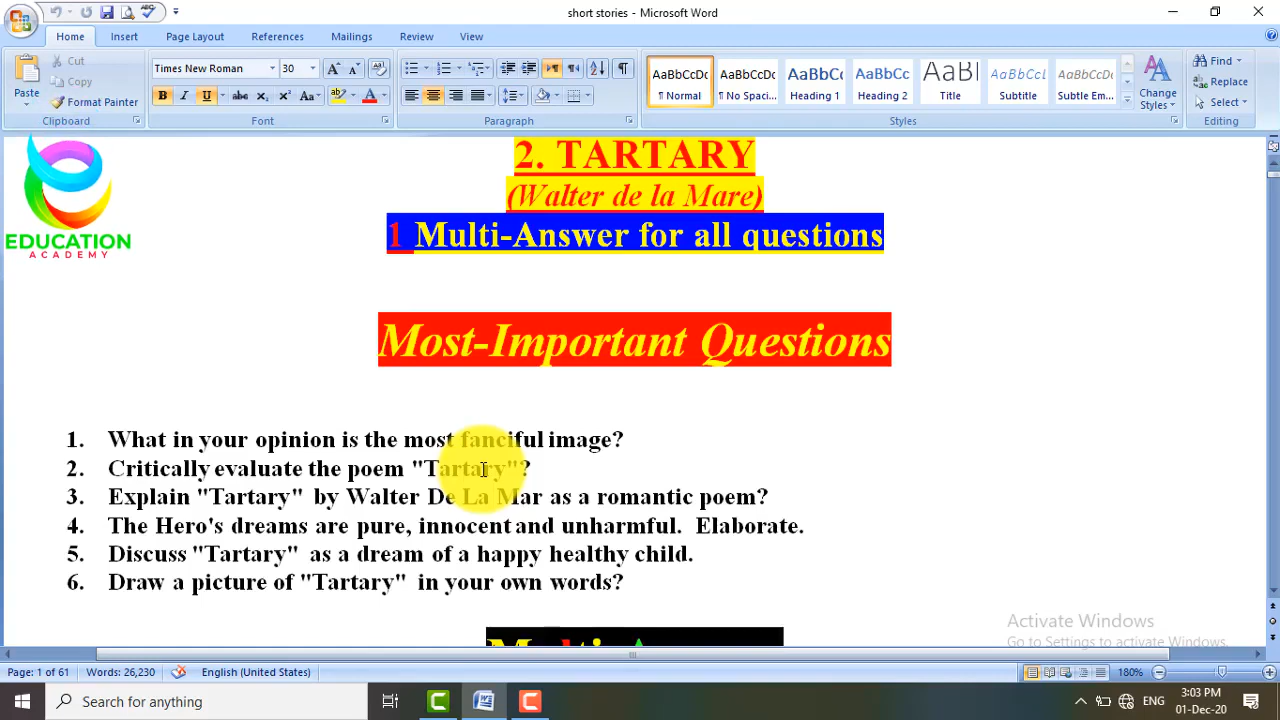 short stories - Microsoft Word
Home Insert Page Layout References Mailings Review View
Cut
Copy
Format Painter
Paste
Times New Roman 30
AaBbCcDc AaBbCcDc AaBbC AaBbCc AaB AaBbCcL AaBbCcDa
¶ Normal ¶ No Spaci... Heading 1 Heading 2 Title Subtitle Subtle Em...
Change Styles
Find
Replace
Select
Clipboard Font Paragraph Styles Editing
EDUCATION
ACADEMY
2. TARTARY
(Walter de la Mare)
1 Multi-Answer for all questions
Most-Important Questions
1. What in your opinion is the most fanciful image?
2. Critically evaluate the poem "Tartary"?
3. Explain "Tartary" by Walter De La Mar as a romantic poem?
4. The Hero's dreams are pure, innocent and unharmful. Elaborate.
5. Discuss "Tartary" as a dream of a happy healthy child.
6. Draw a picture of "Tartary" in your own words?
Activate Windows
Go to Settings to activate Windows.
Page: 1 of 61 Words: 26,230 English (United States) 180%
Search for anything
ENG
3:03 PM
01-Dec-20